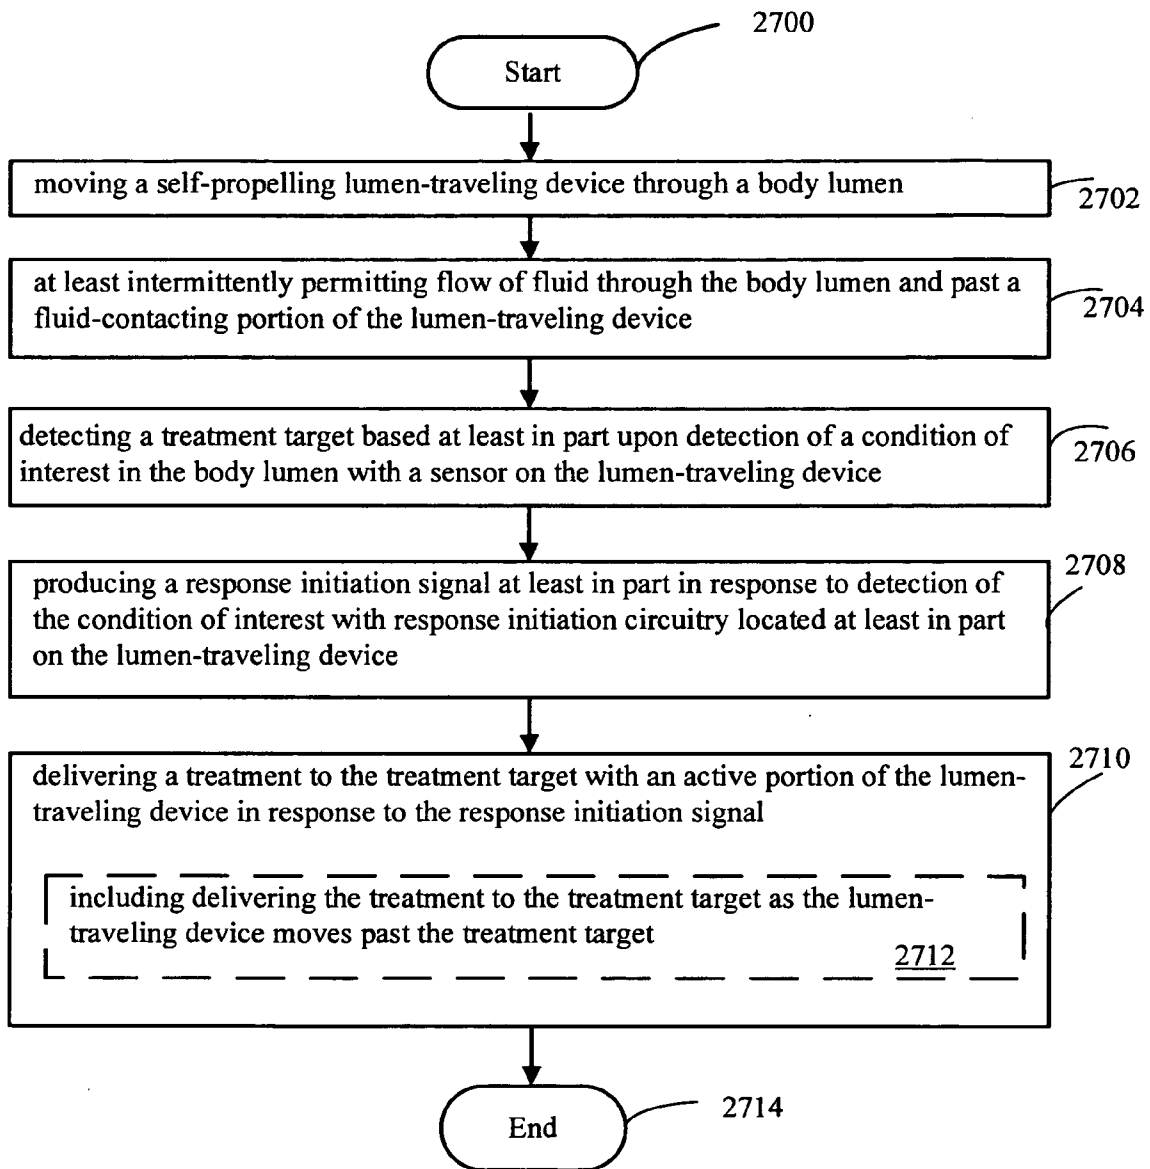 2700
Start
moving a self-propelling lumen-traveling device through a body lumen
2702
at least intermittently permitting flow of fluid through the body lumen and past a
fluid-contacting portion of the lumen-traveling device
2704
detecting a treatment target based at least in part upon detection of a condition of
interest in the body lumen with a sensor on the lumen-traveling device
2706
producing a response initiation signal at least in part in response to detection of
the condition of interest with response initiation circuitry located at least in part
on the lumen-traveling device
2708
delivering a treatment to the treatment target with an active portion of the lumen-
traveling device in response to the response initiation signal
2710
including delivering the treatment to the treatment target as the lumen-
traveling device moves past the treatment target
2712
End
2714